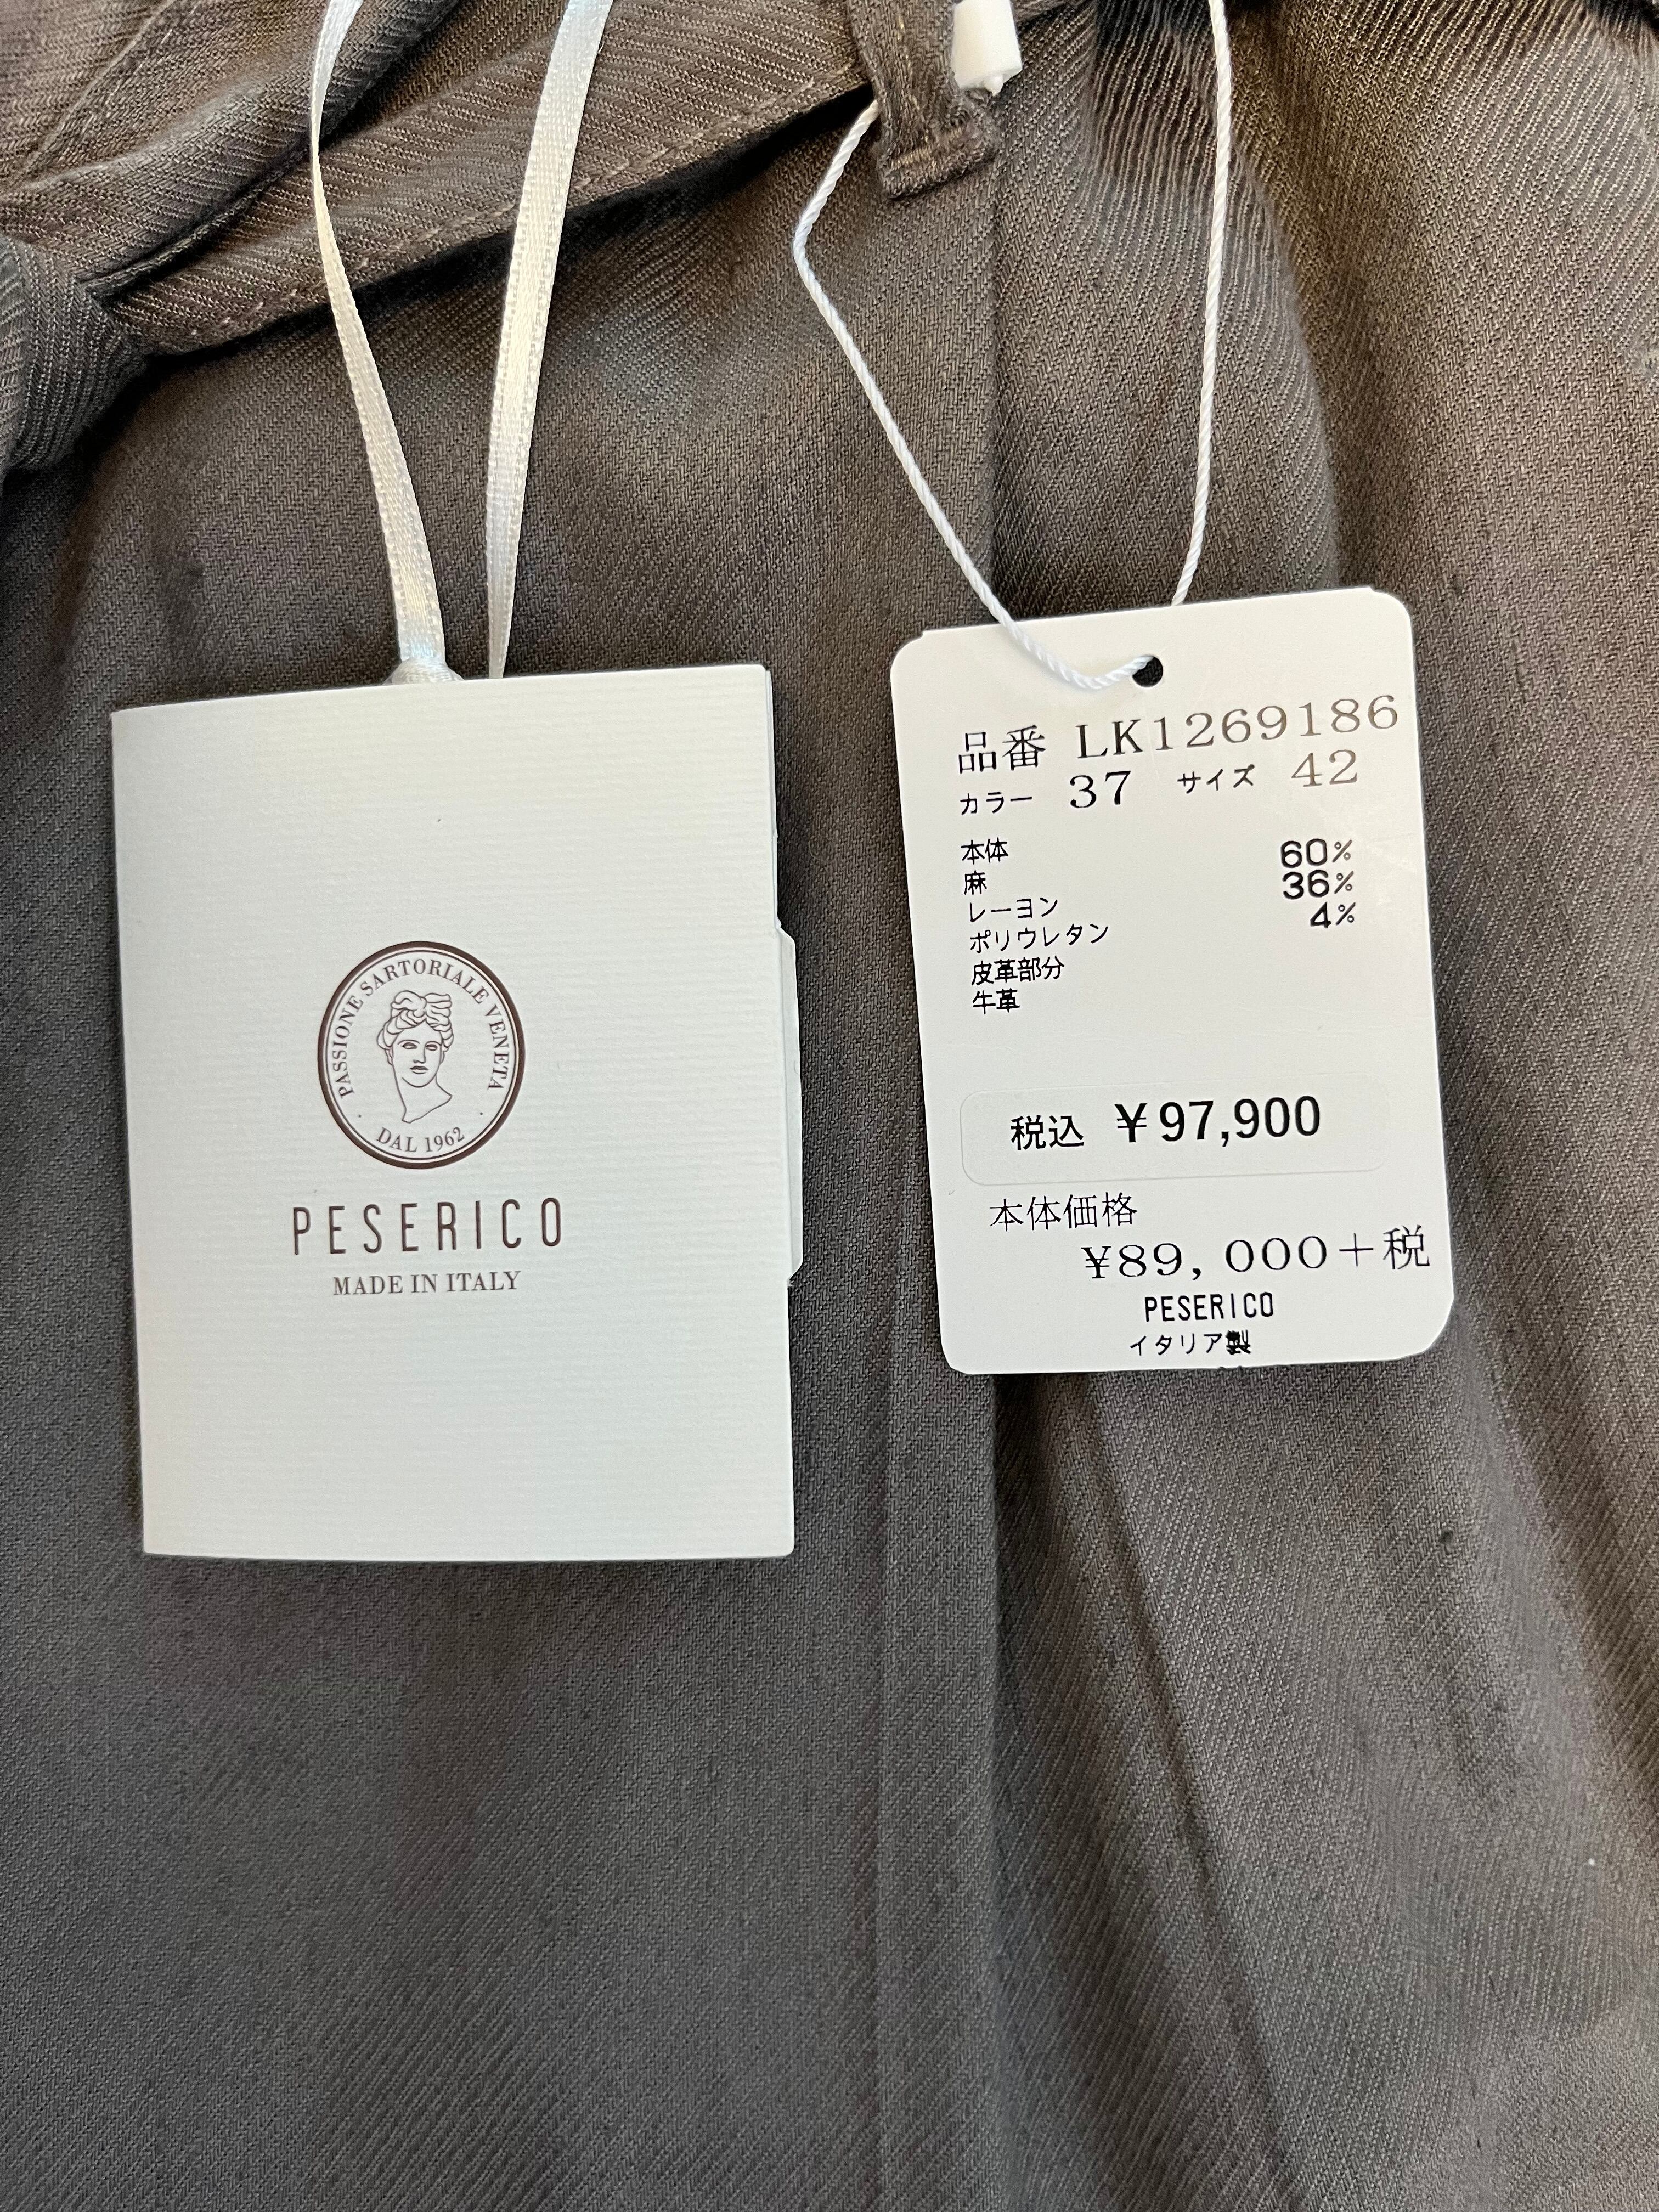 PASSIONE SARTORIALE VENETA
DAL 1962
PESERICO
MADE IN ITALY
品番 LK1269186
カラー 37 サイズ 42
本体 60%
麻 36%
レーヨン 4%
ポリウレタン
皮革部分
牛革
税込 ¥97,900
本体価格
¥89,000+税
PESERICO
イタリア製